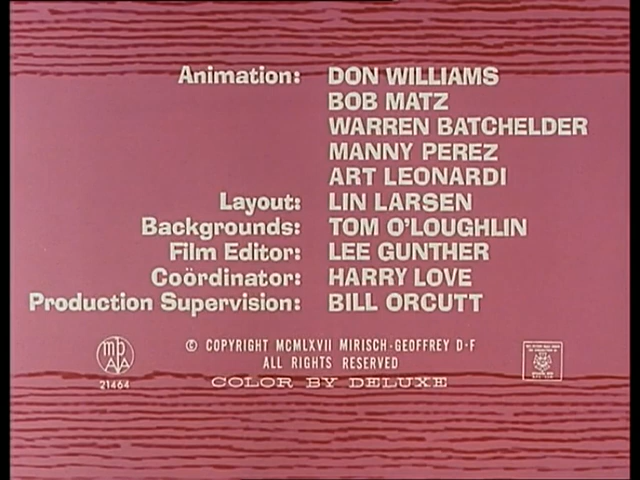 Animation: DON WILLIAMS
BOB MATZ
WARREN BATCHELDER
MANNY PEREZ
ART LEONARDI
Layout: LIN LARSEN
Backgrounds: TOM O'LOUGHLIN
Film Editor: LEE GUNTHER
Coördinator: HARRY LOVE
Production Supervision: BILL ORCUTT
© COPYRIGHT MCMLXVII MIRISCH-GEOFFREY D-F
ALL RIGHTS RESERVED
21464
COLOR BY DELUXE